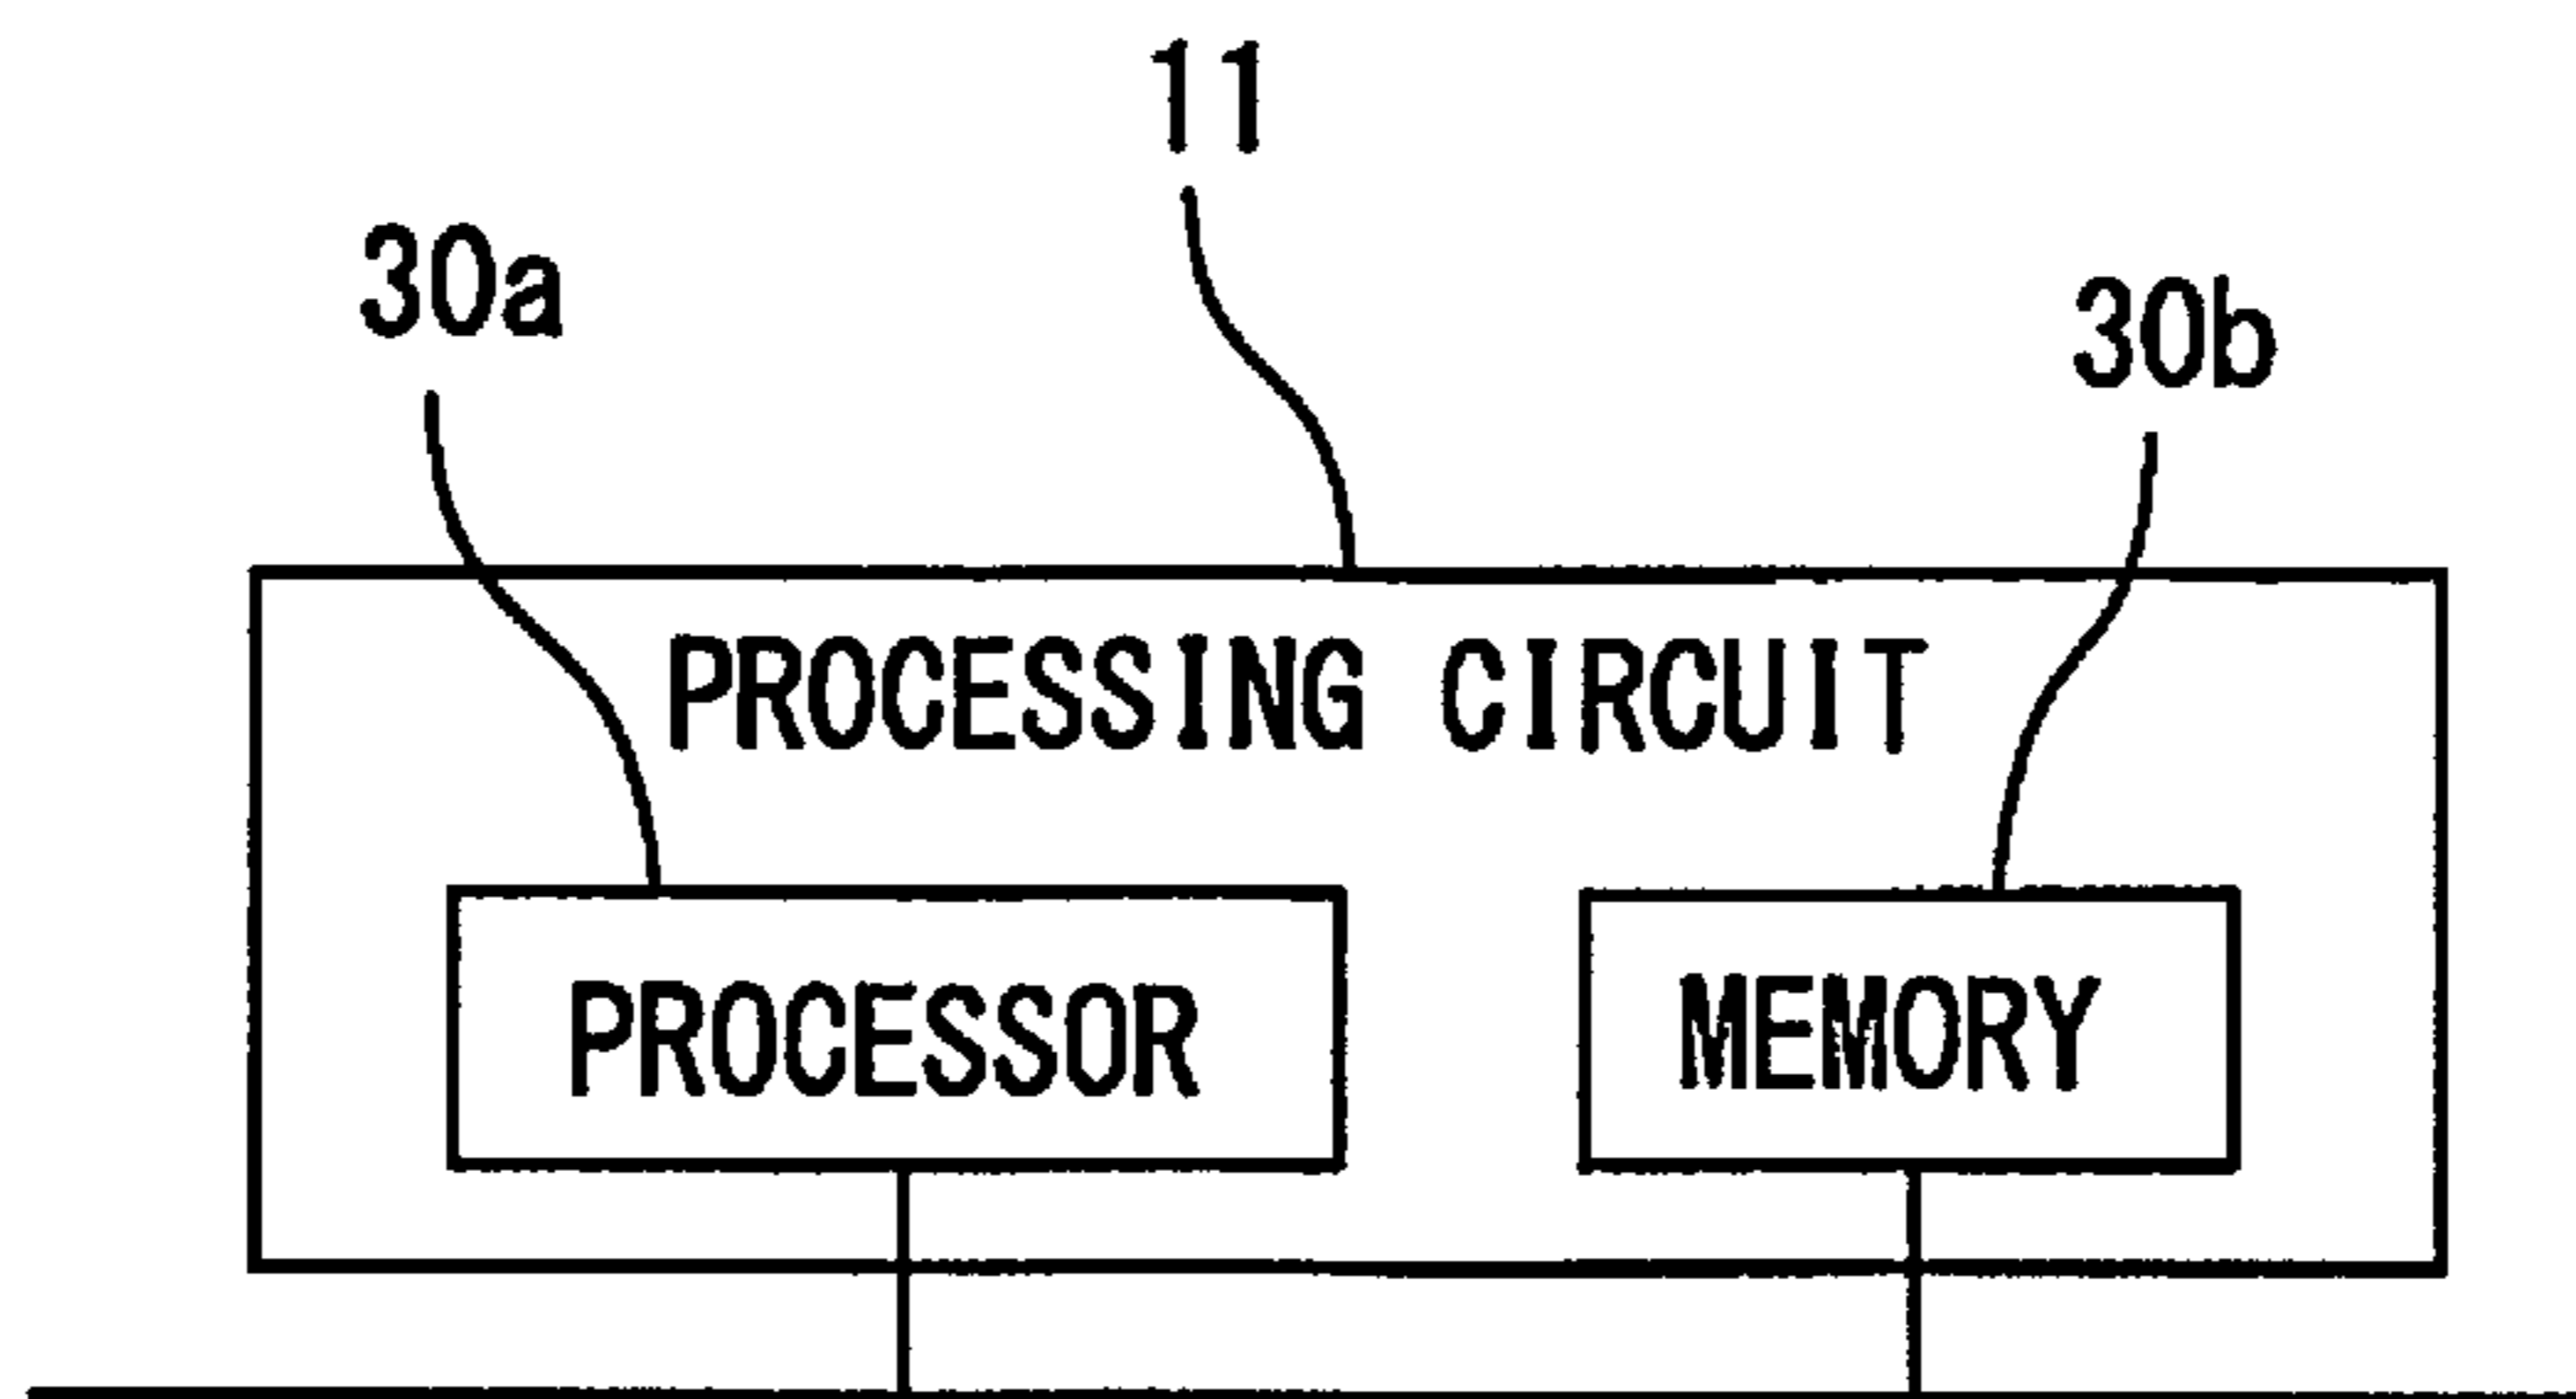 11
30a
30b
PROCESSING CIRCUIT
PROCESSOR
MEMORY